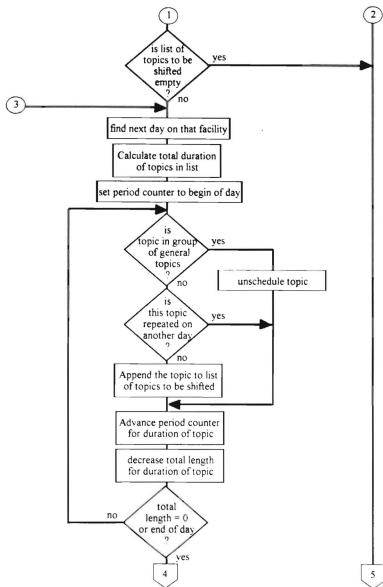 1
2
is list of
topics to be
shifted
empty
?
yes
no
3
find next day on that facility
Calculate total duration
of topics in list
set period counter to begin of day
is
topic in group
of general
topics
?
yes
no
unschedule topic
is
this topic
repeated on
another day
?
yes
no
Append the topic to list
of topics to be shifted
Advance period counter
for duration of topic
decrease total length
for duration of topic
total
length = 0
or end of day
?
no
yes
4
5